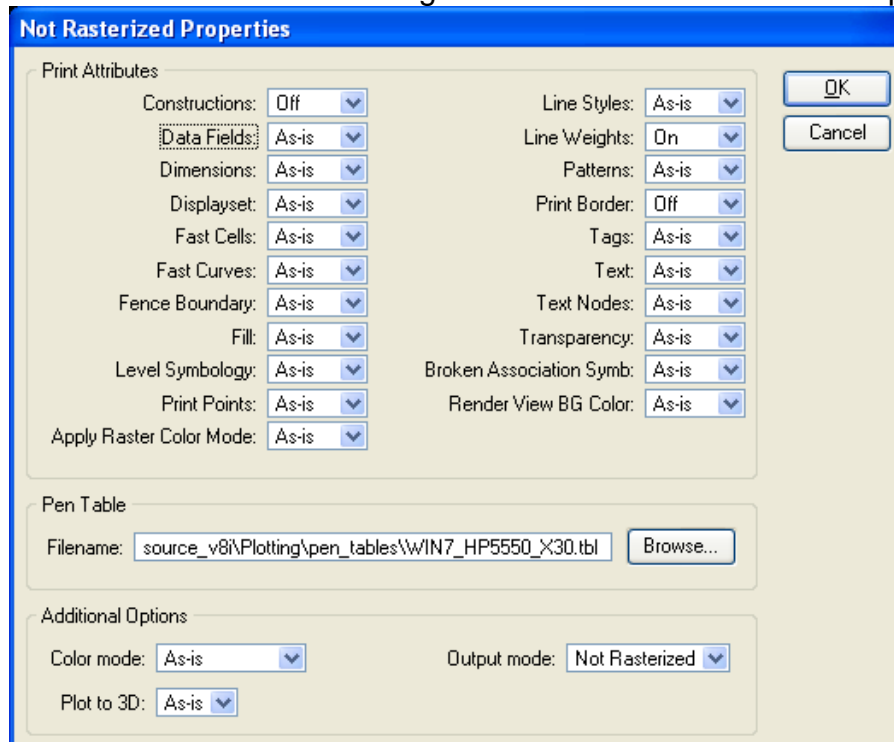 Not Rasterized Properties
Print Attributes
Constructions: Off Line Styles: As-is
Data Fields: As-is Line Weights: On
Dimensions: As-is Patterns: As-is
Displayset: As-is Print Border: Off
Fast Cells: As-is Tags: As-is
Fast Curves: As-is Text: As-is
Fence Boundary: As-is Text Nodes: As-is
Fill: As-is Transparency: As-is
Level Symbology: As-is Broken Association Symb: As-is
Print Points: As-is Render View BG Color: As-is
Apply Raster Color Mode: As-is
OK
Cancel
Pen Table
Filename: source_v8i\Plotting\pen_tables\WIN7_HP5550_X30.tbl Browse...
Additional Options
Color mode: As-is Output mode: Not Rasterized
Plot to 3D: As-is